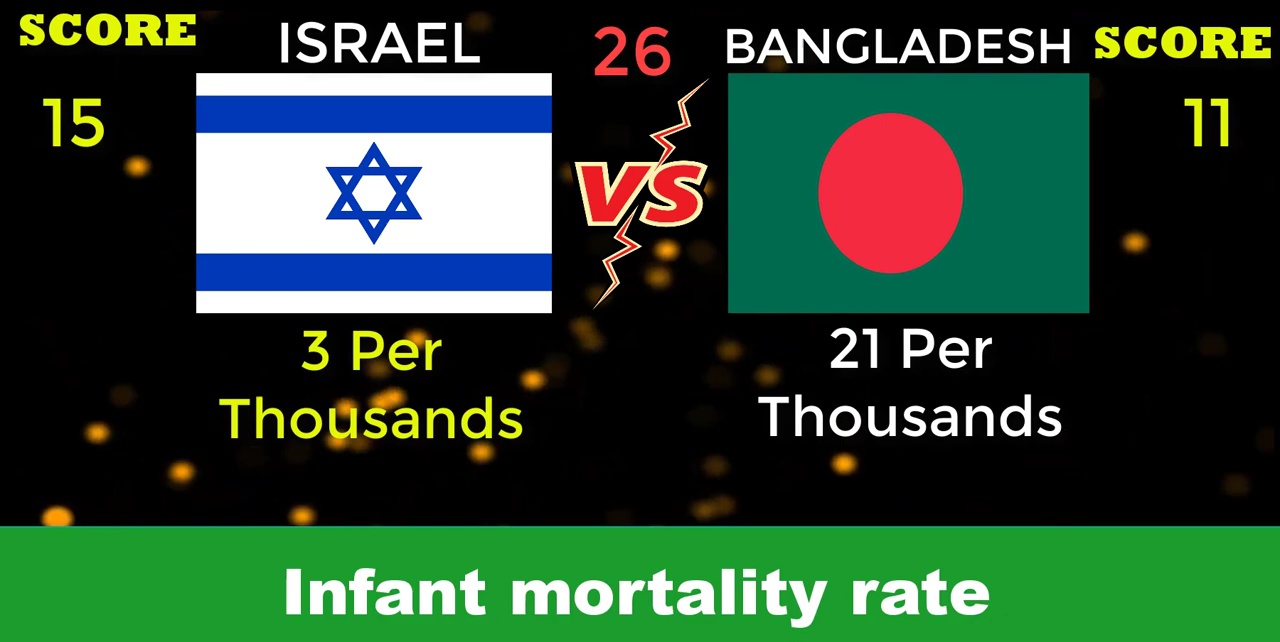 SCORE
ISRAEL
26
BANGLADESH
SCORE
15
11
VS
3 Per
Thousands
21 Per
Thousands
Infant mortality rate